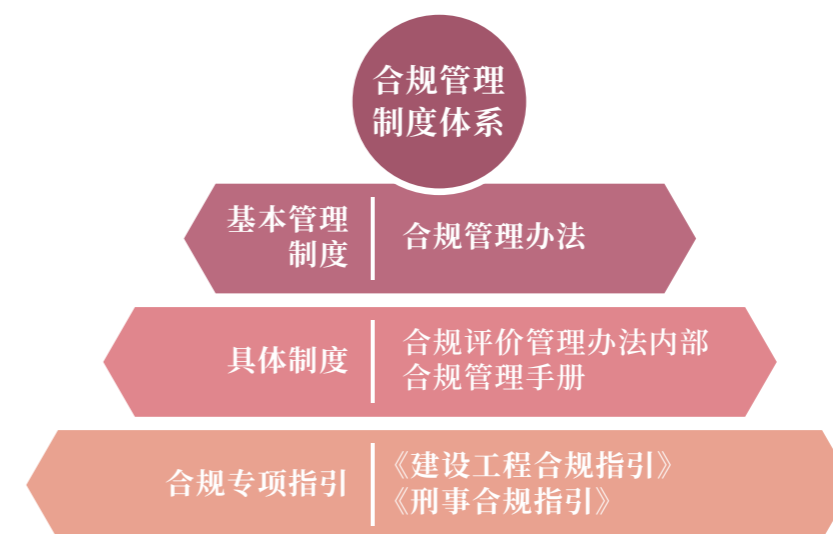 合规管理
制度体系
基本管理
制度
合规管理办法
具体制度
合规评价管理办法内部
合规管理手册
合规专项指引
《建设工程合规指引》
《刑事合规指引》